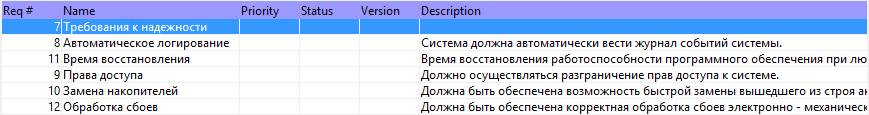 Req # Name Priority Status Version Description
7 Требования к надежности
8 Автоматическое логирование Система должна автоматически вести журнал событий системы.
11 Время восстановления Время восстановления работоспособности программного обеспечения при лю
9 Права доступа Должно осуществляться разграничение прав доступа к системе.
10 Замена накопителей Должна быть обеспечена возможность быстрой замены вышедшего из строя ак
12 Обработка сбоев Должна быть обеспечена корректная обработка сбоев электронно - механическ